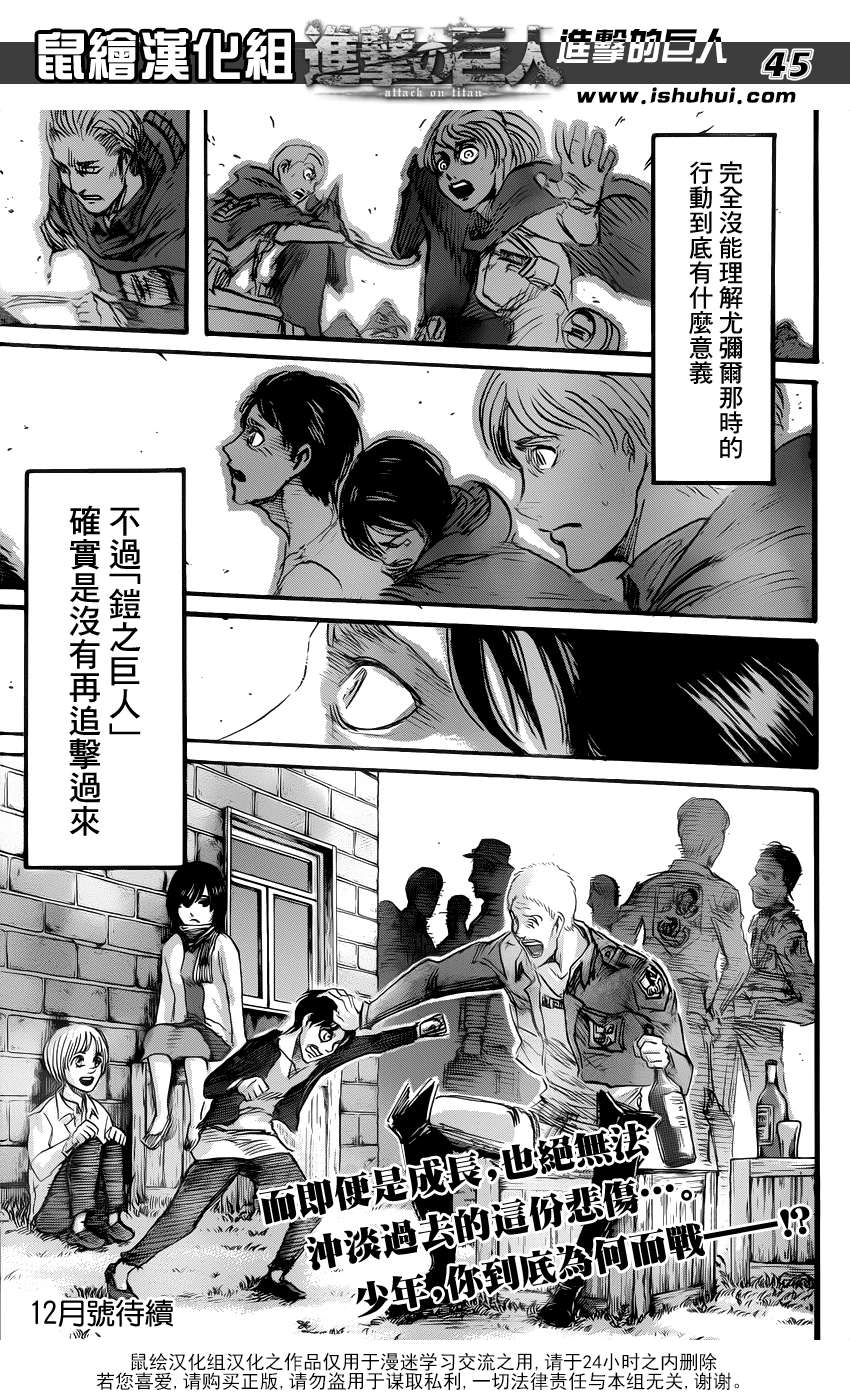 鼠繪漢化組
進撃の巨人
attack on titan
進擊的巨人
www.ishuhui.com
45
完全沒能理解尤彌爾那時的
行動到底有什麼意義
不過「鎧之巨人」
確實是沒有再追擊過來
而即便是成長，也絕無法
沖淡過去的這份悲傷…。
少年，你到底為何而戰——!?
12月號待續
鼠绘汉化组汉化之作品仅用于漫迷学习交流之用，请于24小时之内删除
若您喜爱，请购买正版，请勿盗用于谋取私利，一切法律责任与本组无关，谢谢。